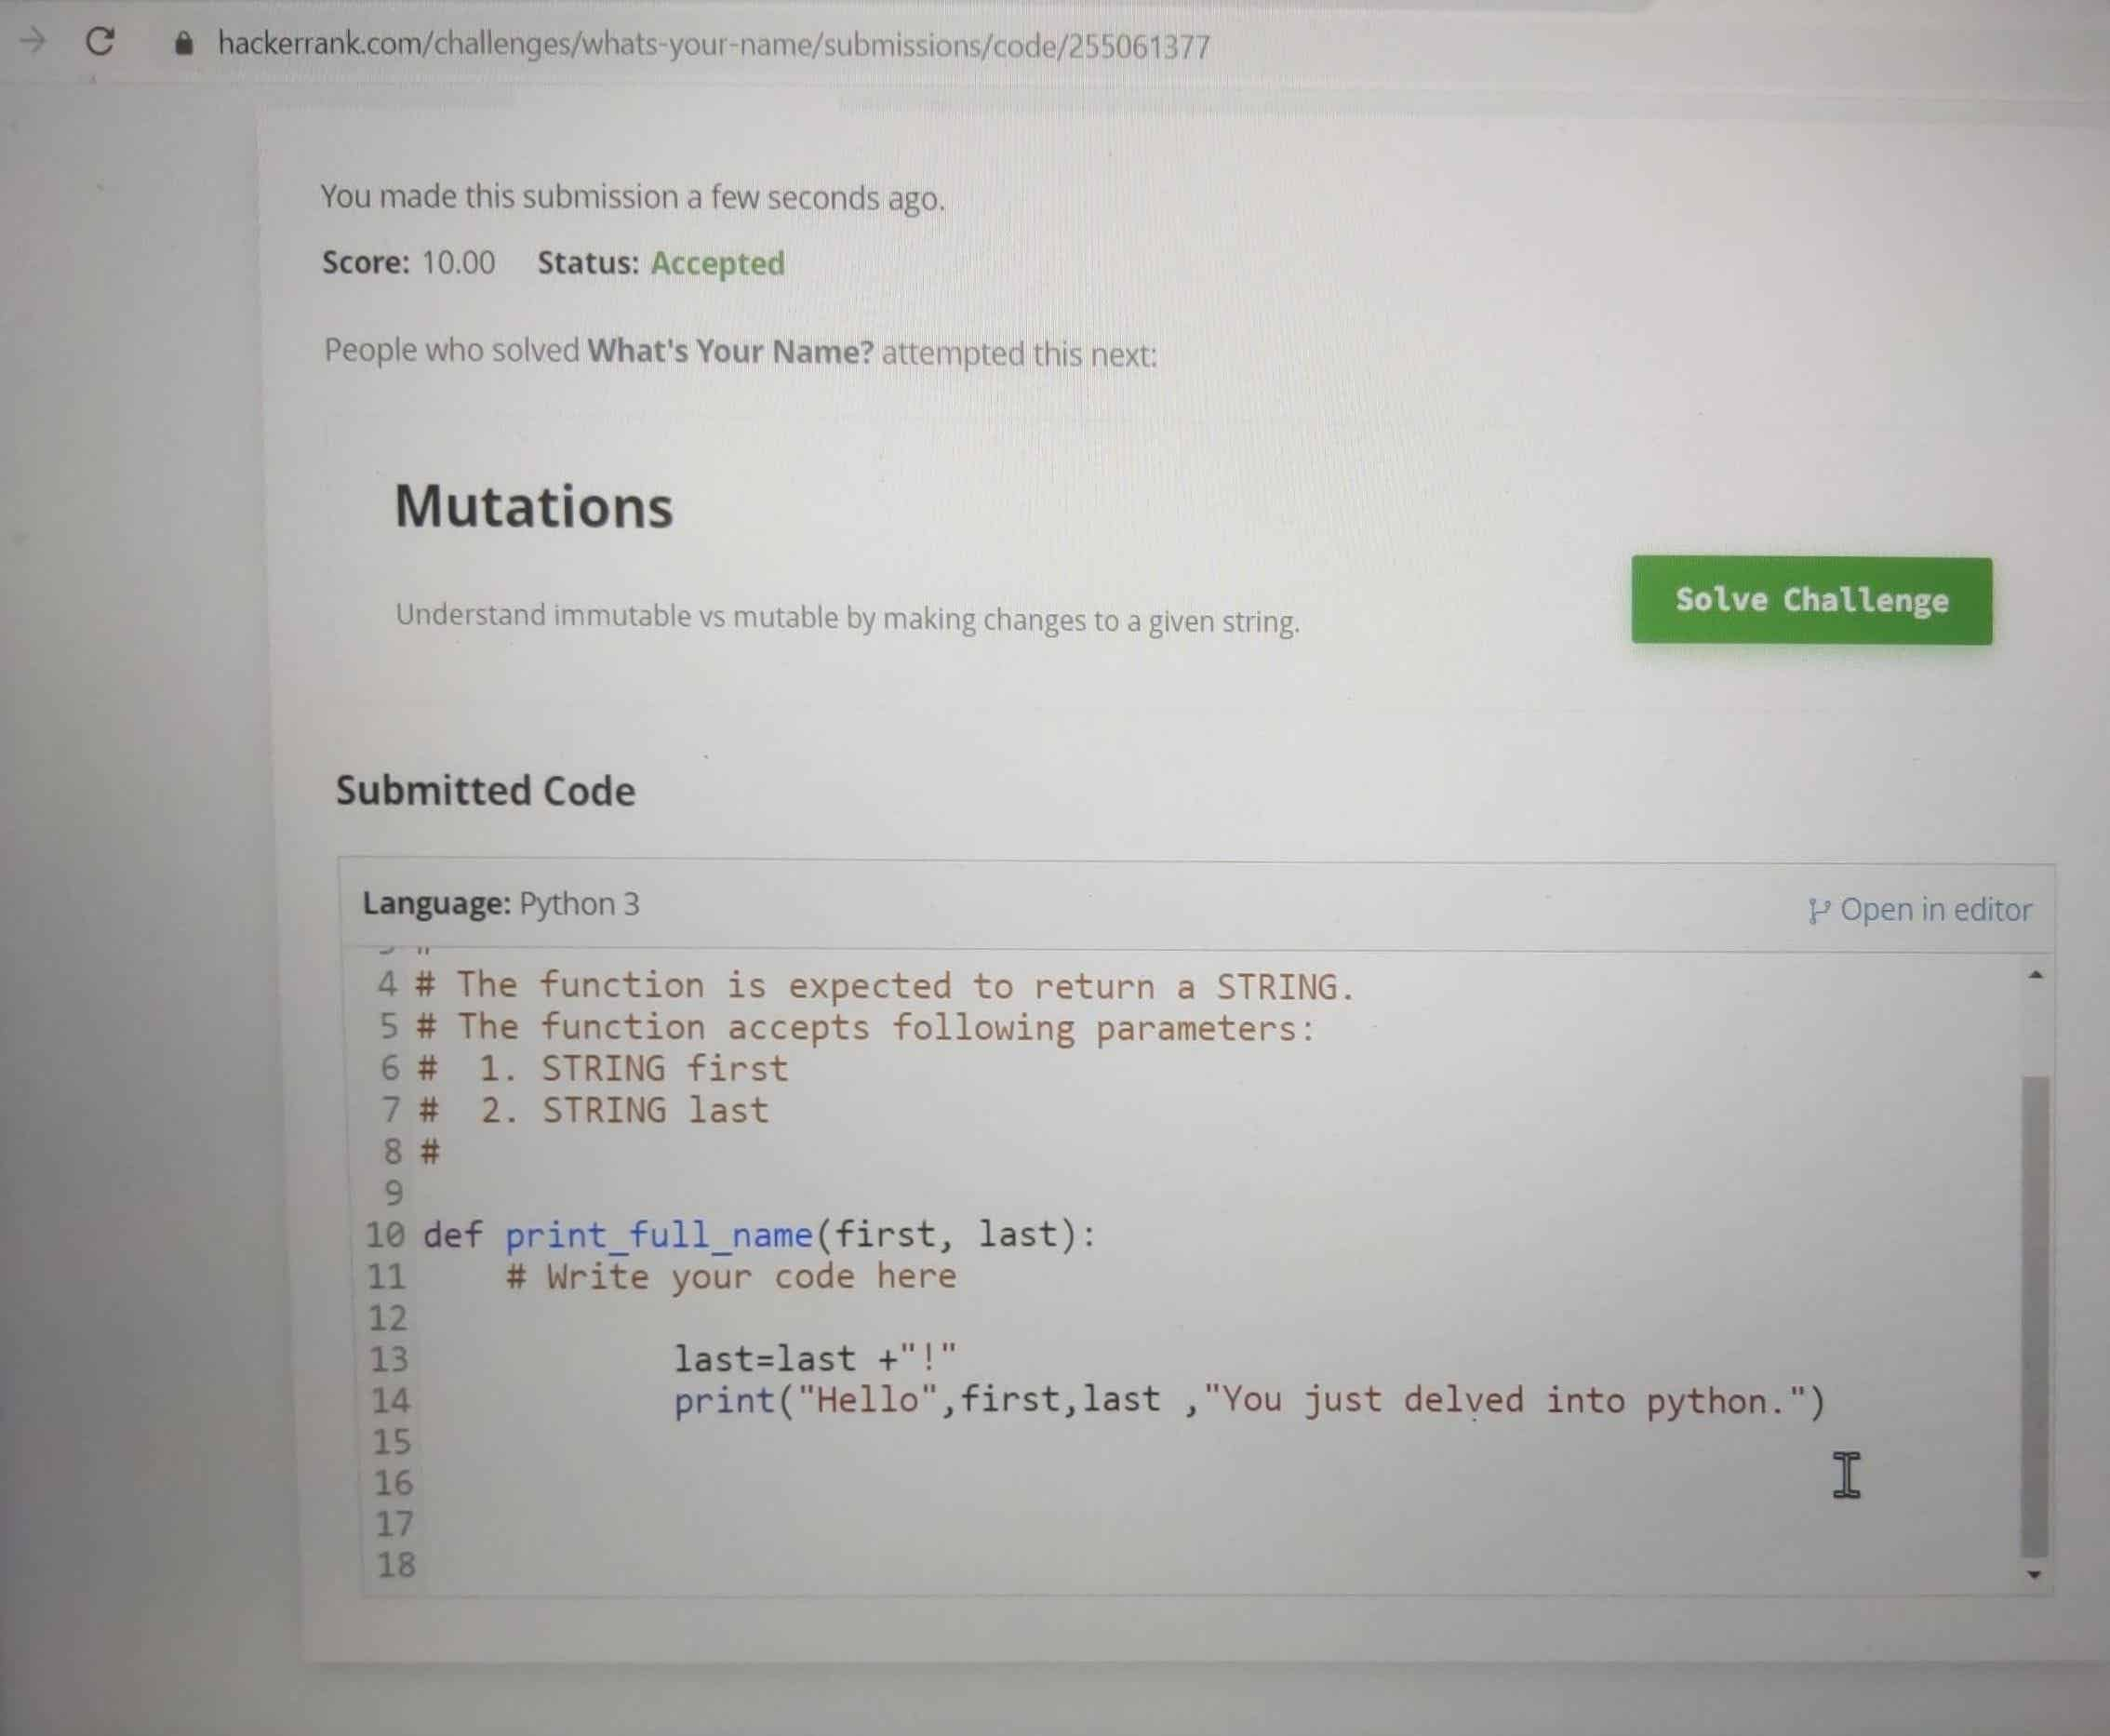 hackerrank.com/challenges/whats-your-name/submissions/code/255061377
You made this submission a few seconds ago.
Score: 10.00 Status: Accepted
People who solved What's Your Name? attempted this next:
Mutations
Understand immutable vs mutable by making changes to a given string.
Solve Challenge
Submitted Code
Language: Python 3
Open in editor
4 # The function is expected to return a STRING.
5 # The function accepts following parameters:
6 #  1. STRING first
7 #  2. STRING last
8 #
9
10 def print_full_name(first, last):
11     # Write your code here
12
13             last=last +"!"
14             print("Hello",first,last ,"You just delved into python.")
15
16
17
18